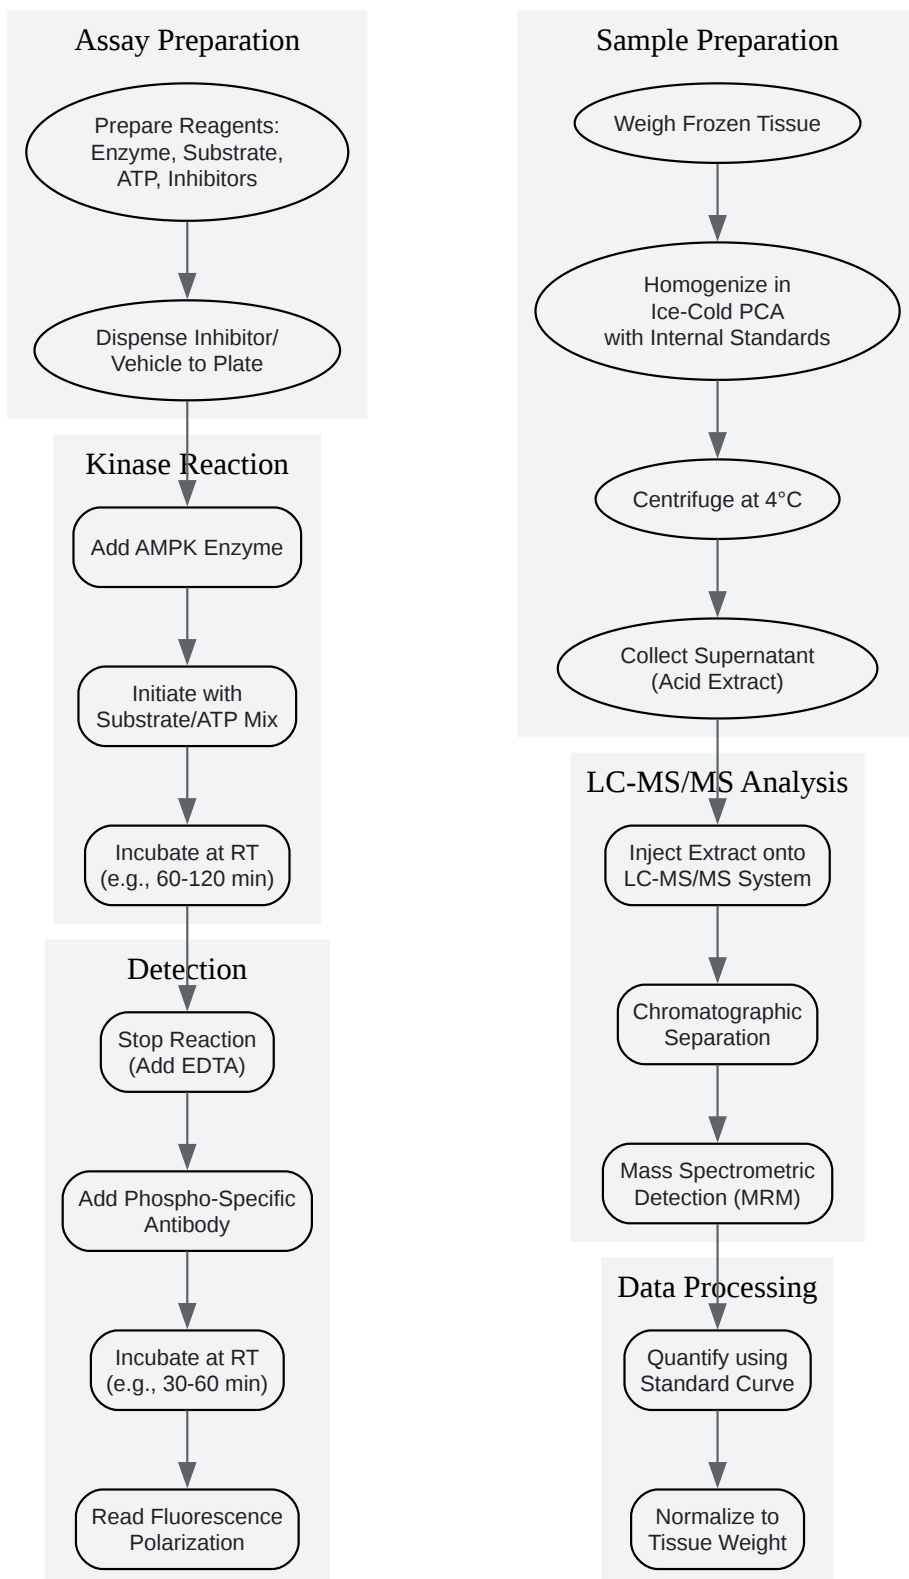 Assay Preparation
Prepare Reagents:
Enzyme, Substrate,
ATP, Inhibitors
Dispense Inhibitor/
Vehicle to Plate
Kinase Reaction
Add AMPK Enzyme
Initiate with
Substrate/ATP Mix
Incubate at RT
(e.g., 60-120 min)
Detection
Stop Reaction
(Add EDTA)
Add Phospho-Specific
Antibody
Incubate at RT
(e.g., 30-60 min)
Read Fluorescence
Polarization
Sample Preparation
Weigh Frozen Tissue
Homogenize in
Ice-Cold PCA
with Internal Standards
Centrifuge at 4°C
Collect Supernatant
(Acid Extract)
LC-MS/MS Analysis
Inject Extract onto
LC-MS/MS System
Chromatographic
Separation
Mass Spectrometric
Detection (MRM)
Data Processing
Quantify using
Standard Curve
Normalize to
Tissue Weight